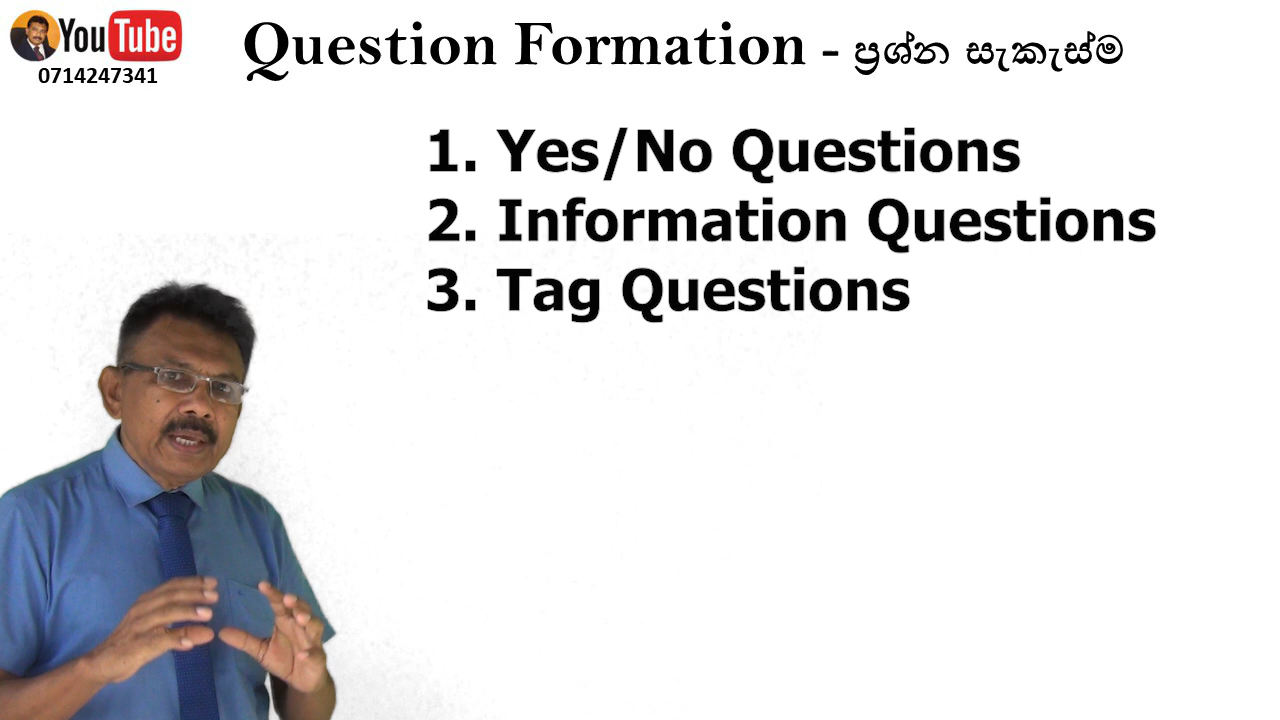 YouTube
0714247341
Question Formation - ප්‍රශ්න සැකැස්ම
1. Yes/No Questions
2. Information Questions
3. Tag Questions